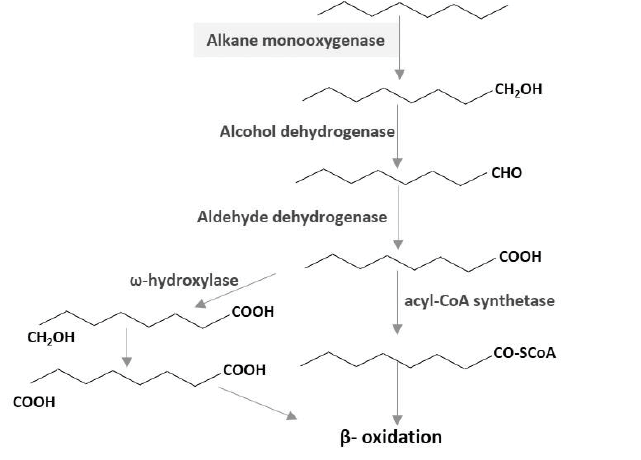 Alkane monooxygenase
CH₂OH
Alcohol dehydrogenase
CHO
Aldehyde dehydrogenase
COOH
ω-hydroxylase
acyl-CoA synthetase
COOH
CH₂OH
CO-SCoA
COOH
COOH
β- oxidation